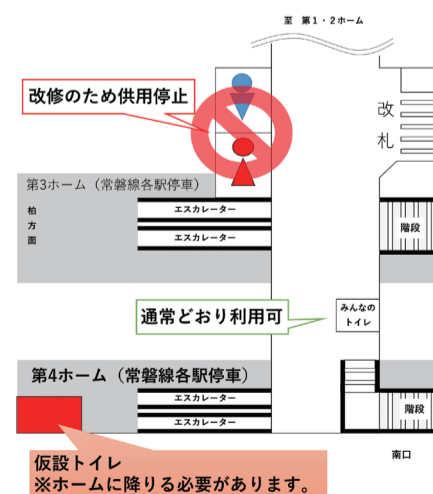 至 第1・2ホーム
改修のため供用停止
改札
第3ホーム（常磐線各駅停車）
柏方面
エスカレーター
エスカレーター
階段
みんなの
トイレ
通常どおり利用可
第4ホーム（常磐線各駅停車）
エスカレーター
エスカレーター
階段
仮設トイレ
※ホームに降りる必要があります。
南口